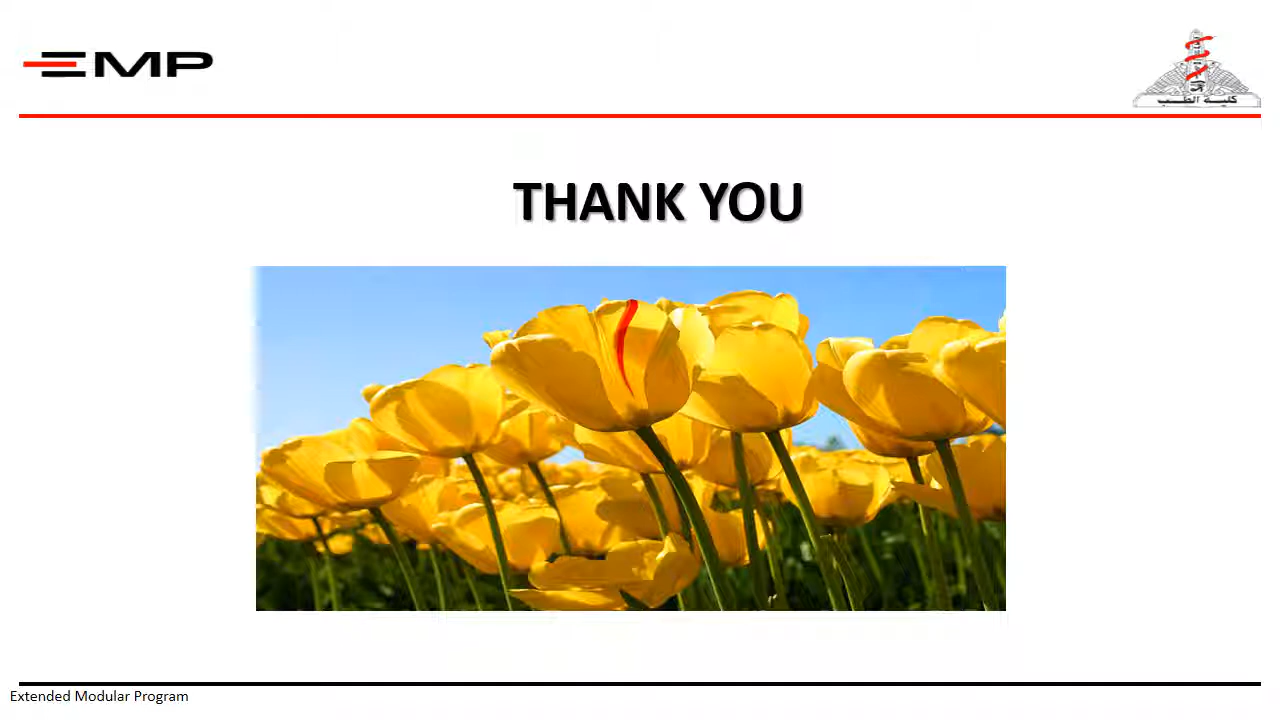 EMP
كلية الطب
THANK YOU
Extended Modular Program